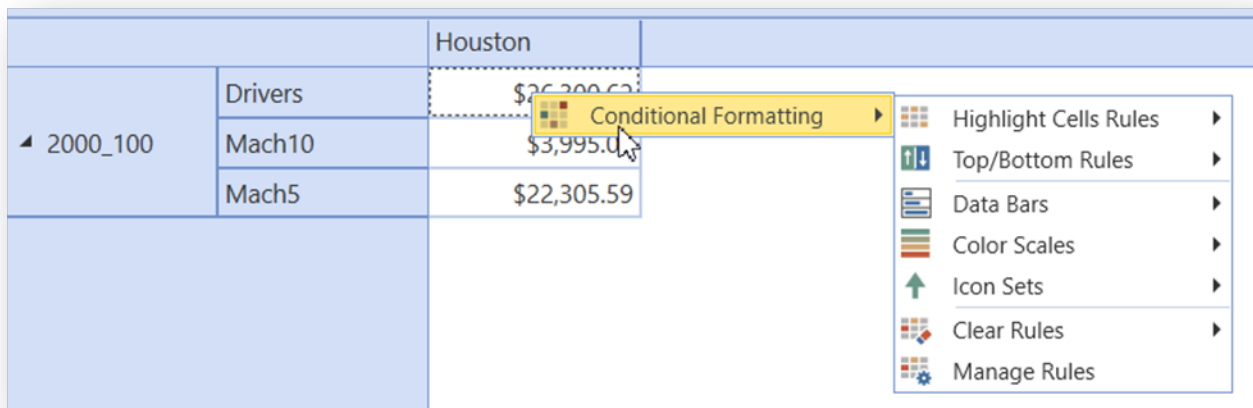 Houston
Drivers
2000_100
Mach10
Mach5
$22,305.59
Conditional Formatting
Highlight Cells Rules
Top/Bottom Rules
Data Bars
Color Scales
Icon Sets
Clear Rules
Manage Rules